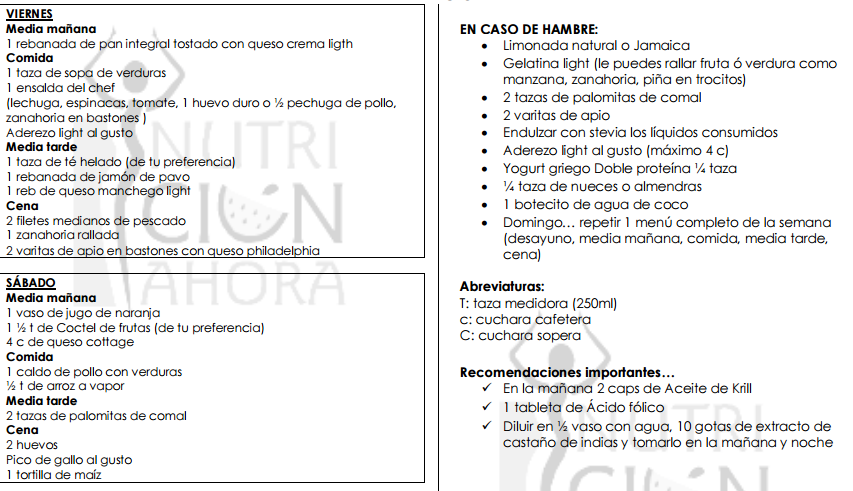 VIERNES
Media mañana
1 rebanada de pan integral tostado con queso crema ligth
Comida
1 taza de sopa de verduras
1 ensalda del chef
(lechuga, espinacas, tomate, 1 huevo duro o ½ pechuga de pollo,
zanahoria en bastones )
Aderezo light al gusto
Media tarde
1 taza de té helado (de tu preferencia)
1 rebanada de jamón de pavo
1 reb de queso manchego light
Cena
2 filetes medianos de pescado
1 zanahoria rallada
2 varitas de apio en bastones con queso philadelphia
SÁBADO
Media mañana
1 vaso de jugo de naranja
1 ½ t de Coctel de frutas (de tu preferencia)
4 c de queso cottage
Comida
1 caldo de pollo con verduras
½ t de arroz a vapor
Media tarde
2 tazas de palomitas de comal
Cena
2 huevos
Pico de gallo al gusto
1 tortilla de maíz
NUTRI
CIÓN
AHORA
EN CASO DE HAMBRE:
• Limonada natural o Jamaica
• Gelatina light (le puedes rallar fruta ó verdura como
manzana, zanahoria, piña en trocitos)
• 2 tazas de palomitas de comal
• 2 varitas de apio
• Endulzar con stevia los líquidos consumidos
• Aderezo light al gusto (máximo 4 c)
• Yogurt griego Doble proteína ¼ taza
• ¼ taza de nueces o almendras
• 1 botecito de agua de coco
• Domingo… repetir 1 menú completo de la semana
(desayuno, media mañana, comida, media tarde,
cena)
Abreviaturas:
T: taza medidora (250ml)
c: cuchara cafetera
C: cuchara sopera
Recomendaciones importantes…
✓ En la mañana 2 caps de Aceite de Krill
✓ 1 tableta de Ácido fólico
✓ Diluir en ½ vaso con agua, 10 gotas de extracto de
castaño de indias y tomarlo en la mañana y noche
NUTRI